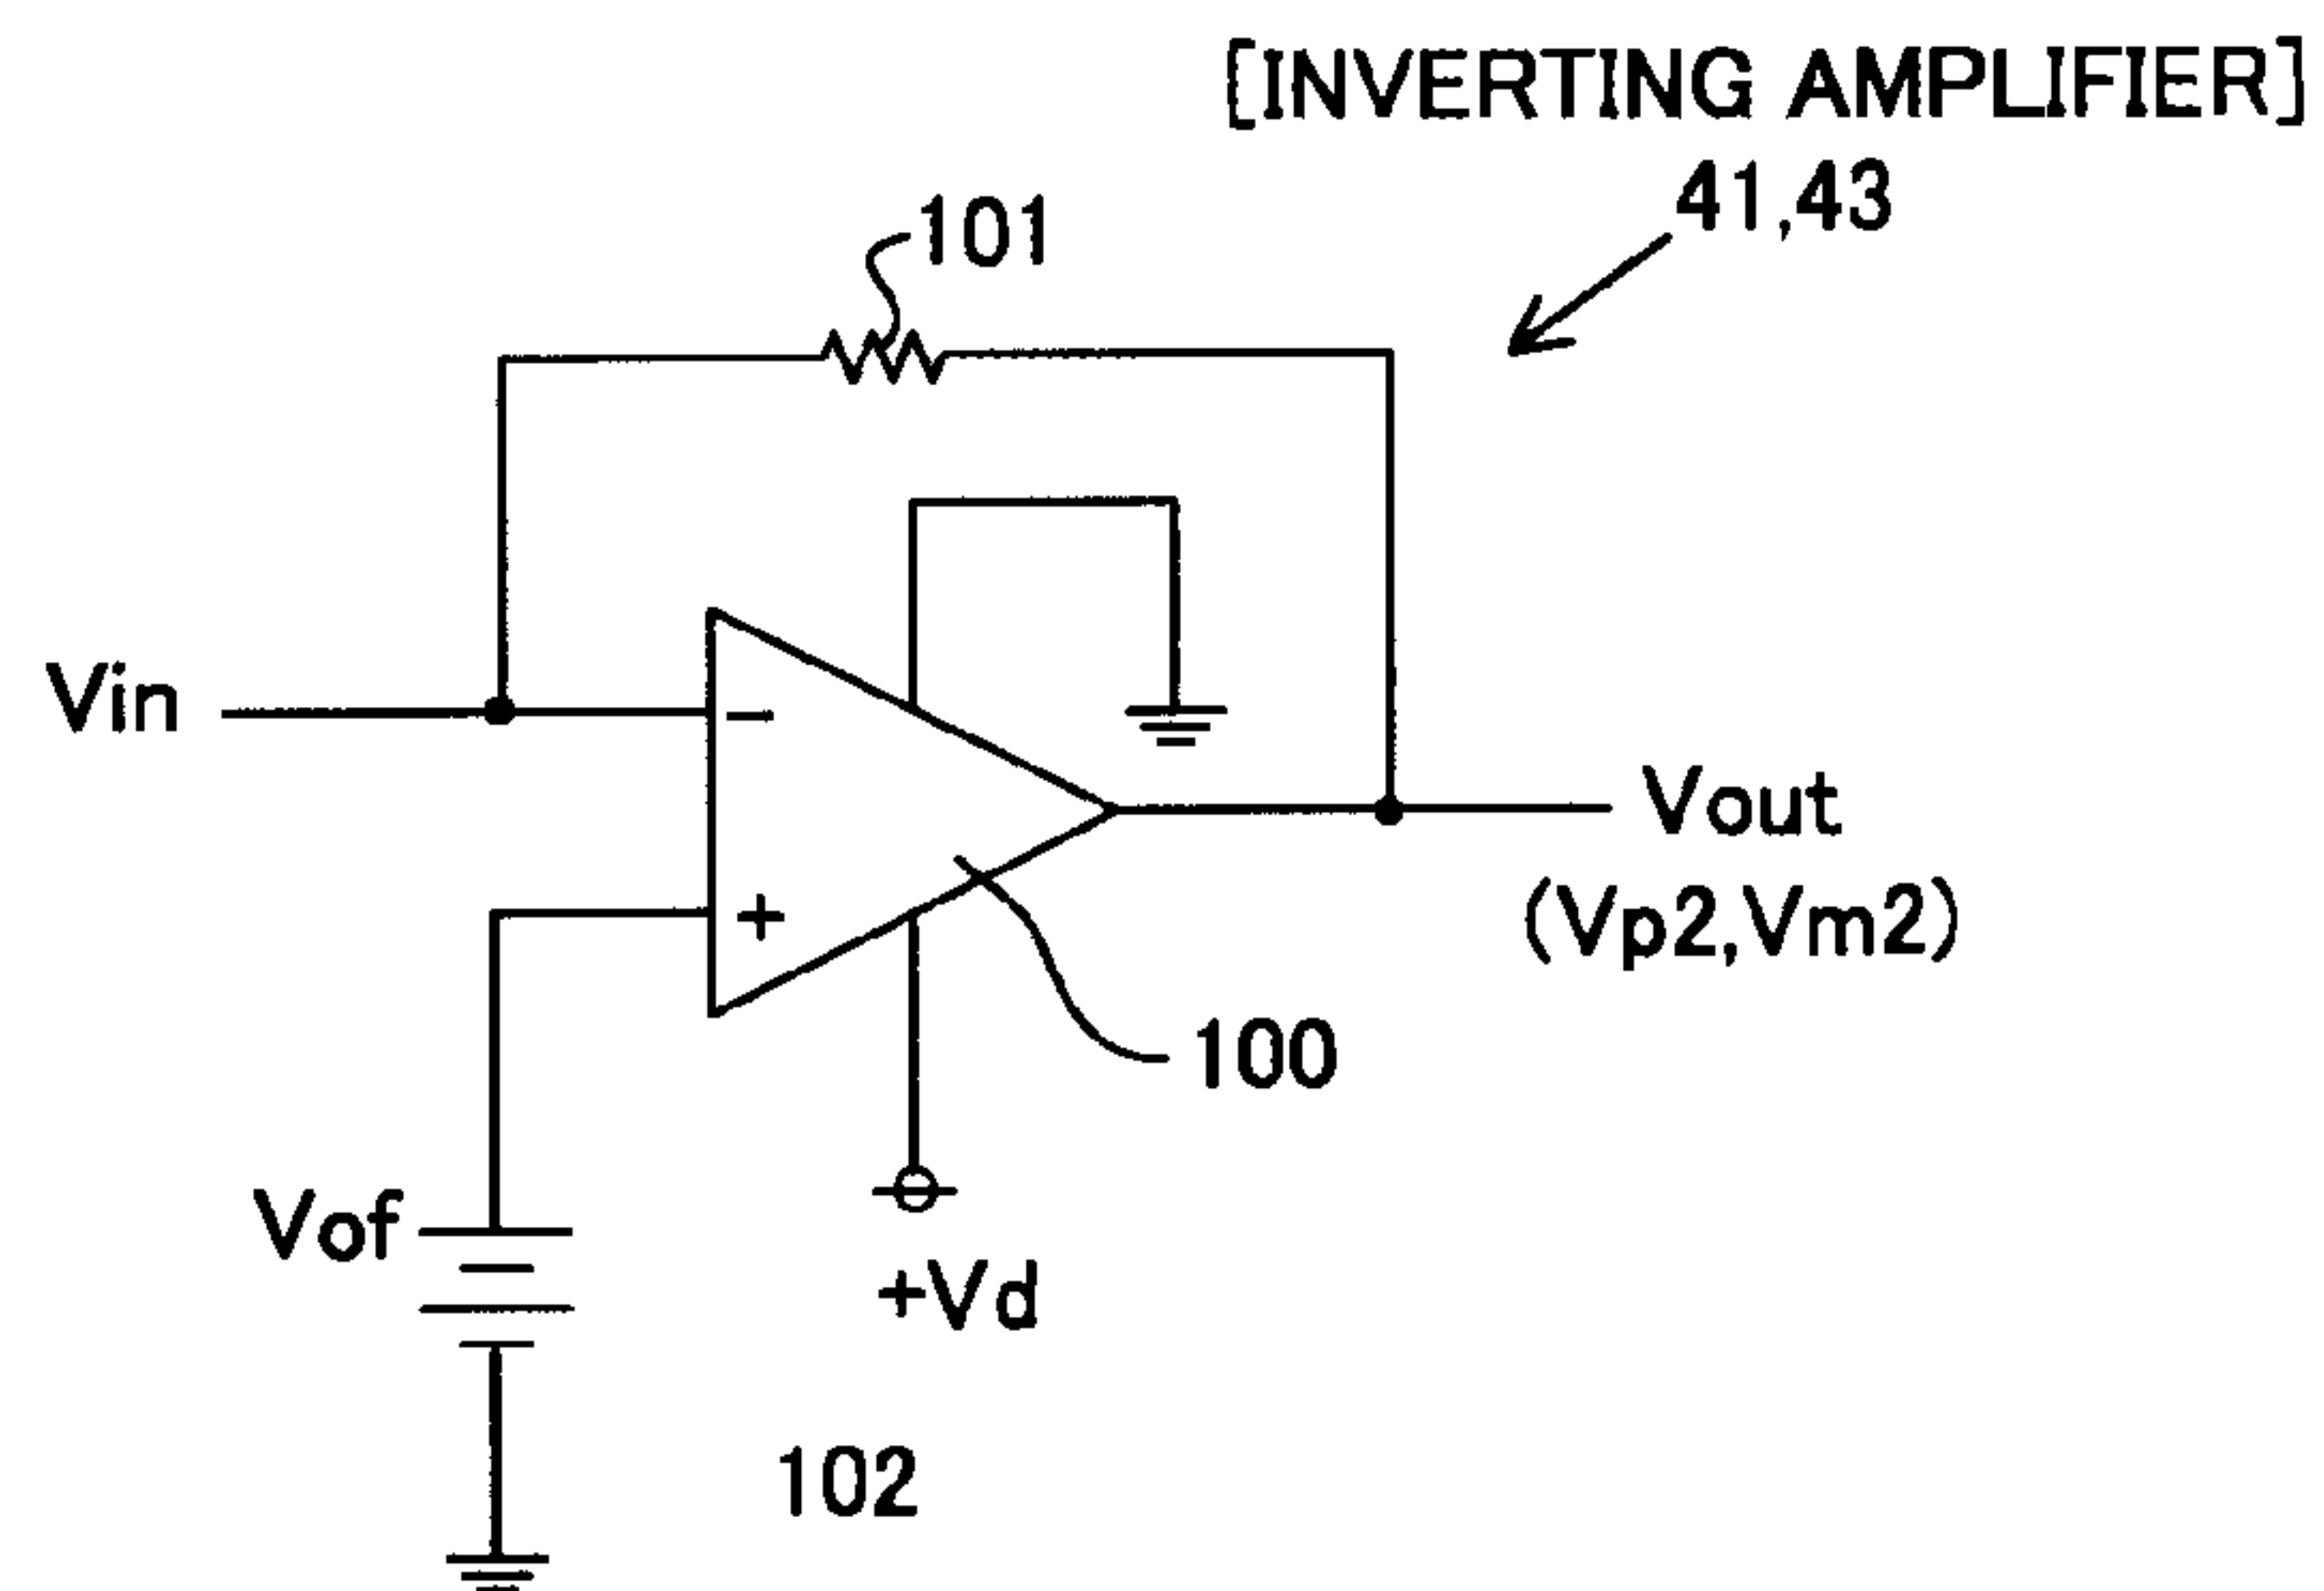 [INVERTING AMPLIFIER]
41,43
101
Vin
−
+
Vout
(Vp2,Vm2)
100
Vof
+Vd
102